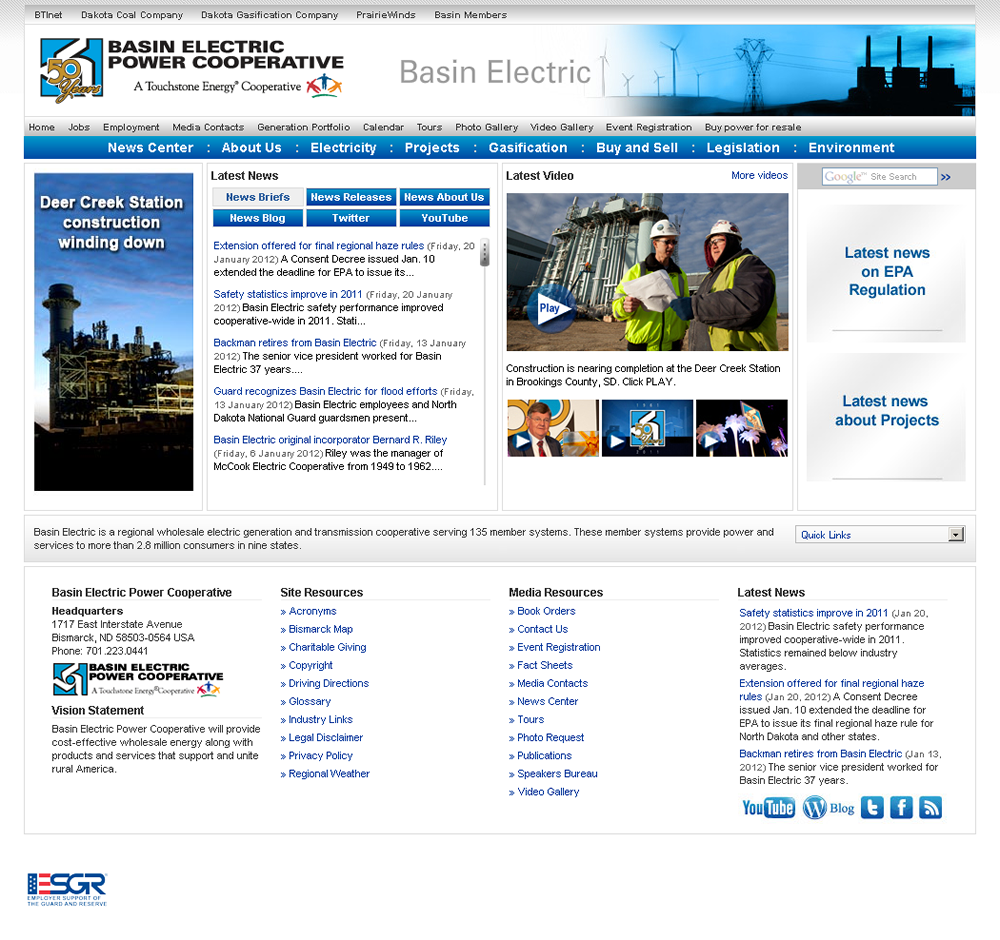 BTInet Dakota Coal Company Dakota Gasification Company PrairieWinds Basin Members
50 Years
BASIN ELECTRIC
POWER COOPERATIVE
A Touchstone Energy® Cooperative
Basin Electric
Home Jobs Employment Media Contacts Generation Portfolio Calendar Tours Photo Gallery Video Gallery Event Registration Buy power for resale
News Center : About Us : Electricity : Projects : Gasification : Buy and Sell : Legislation : Environment
Deer Creek Station
construction
winding down
Latest News
News Briefs News Releases News About Us
News Blog Twitter YouTube
Extension offered for final regional haze rules (Friday, 20
January 2012) A Consent Decree issued Jan. 10
extended the deadline for EPA to issue its...
Safety statistics improve in 2011 (Friday, 20 January
2012) Basin Electric safety performance improved
cooperative-wide in 2011. Stati...
Backman retires from Basin Electric (Friday, 13 January
2012) The senior vice president worked for Basin
Electric 37 years....
Guard recognizes Basin Electric for flood efforts (Friday,
13 January 2012) Basin Electric employees and North
Dakota National Guard guardsmen present...
Basin Electric original incorporator Bernard R. Riley
(Friday, 6 January 2012) Riley was the manager of
McCook Electric Cooperative from 1949 to 1962....
Latest Video More videos
Play
Construction is nearing completion at the Deer Creek Station
in Brookings County, SD. Click PLAY.
Google™ Site Search »
Latest news
on EPA
Regulation
Latest news
about Projects
Basin Electric is a regional wholesale electric generation and transmission cooperative serving 135 member systems. These member systems provide power and
services to more than 2.8 million consumers in nine states.
Quick Links
Basin Electric Power Cooperative
Headquarters
1717 East Interstate Avenue
Bismarck, ND 58503-0564 USA
Phone: 701.223.0441
BASIN ELECTRIC
POWER COOPERATIVE
A Touchstone Energy® Cooperative
Vision Statement
Basin Electric Power Cooperative will provide
cost-effective wholesale energy along with
products and services that support and unite
rural America.
Site Resources
» Acronyms
» Bismarck Map
» Charitable Giving
» Copyright
» Driving Directions
» Glossary
» Industry Links
» Legal Disclaimer
» Privacy Policy
» Regional Weather
Media Resources
» Book Orders
» Contact Us
» Event Registration
» Fact Sheets
» Media Contacts
» News Center
» Tours
» Photo Request
» Publications
» Speakers Bureau
» Video Gallery
Latest News
Safety statistics improve in 2011 (Jan 20,
2012) Basin Electric safety performance
improved cooperative-wide in 2011.
Statistics remained below industry
averages.
Extension offered for final regional haze
rules (Jan 20, 2012) A Consent Decree
issued Jan. 10 extended the deadline for
EPA to issue its final regional haze rule for
North Dakota and other states.
Backman retires from Basin Electric (Jan 13,
2012) The senior vice president worked for
Basin Electric 37 years.
YouTube Blog
ESGR
EMPLOYER SUPPORT OF
THE GUARD AND RESERVE